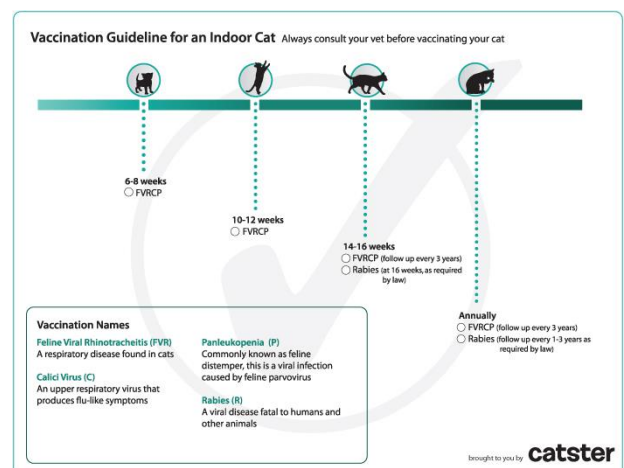 Vaccination Guideline for an Indoor Cat Always consult your vet before vaccinating your cat
6-8 weeks
FVRCP
10-12 weeks
FVRCP
14-16 weeks
FVRCP (follow up every 3 years)
Rabies (at 16 weeks, as required
by law)
Annually
FVRCP (follow up every 3 years)
Rabies (follow up every 1-3 years as
required by law)
Vaccination Names
Feline Viral Rhinotracheitis (FVR)
A respiratory disease found in cats
Calici Virus (C)
An upper respiratory virus that
produces flu-like symptoms
Panleukopenia (P)
Commonly known as feline
distemper, this is a viral infection
caused by feline parvovirus
Rabies (R)
A viral disease fatal to humans and
other animals
brought to you by catster